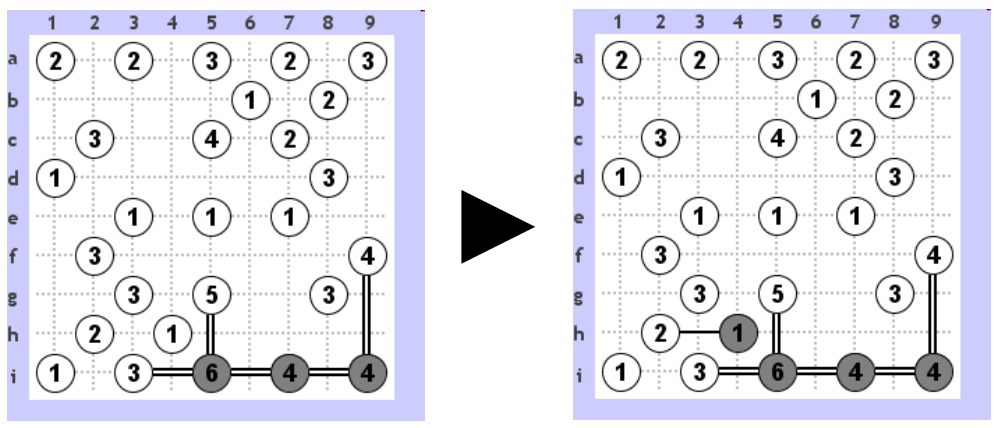 1 2 3 4 5 6 7 8 9
a 2 2 3 2 3
b 1 2
c 3 4 2
d 1 3
e 1 1 1
f 3 4
g 3 5 3
h 2 1
i 1 3 6 4 4
1 2 3 4 5 6 7 8 9
a 2 2 3 2 3
b 1 2
c 3 4 2
d 1 3
e 1 1 1
f 3 4
g 3 5 3
h 2 1
i 1 3 6 4 4